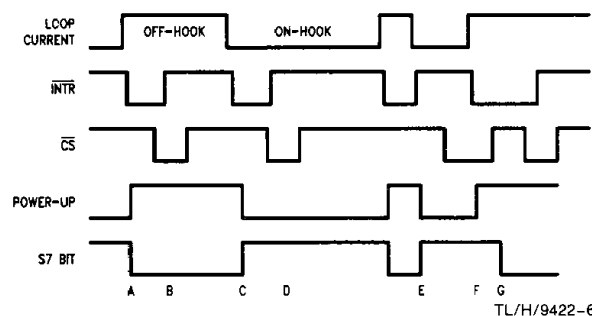 LOOP
CURRENT
OFF-HOOK ON-HOOK
INTR
CS
POWER-UP
S7 BIT
A B C D E F G
TL/H/9422-6